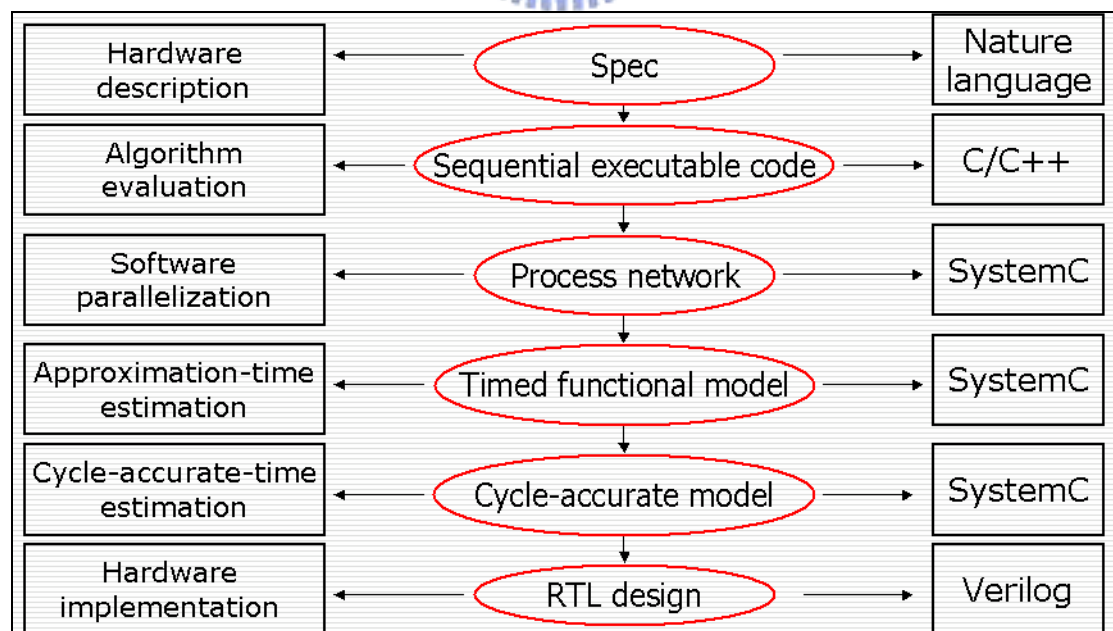 Hardware
description
Spec
Nature
language
Algorithm
evaluation
Sequential executable code
C/C++
Software
parallelization
Process network
SystemC
Approximation-time
estimation
Timed functional model
SystemC
Cycle-accurate-time
estimation
Cycle-accurate model
SystemC
Hardware
implementation
RTL design
Verilog